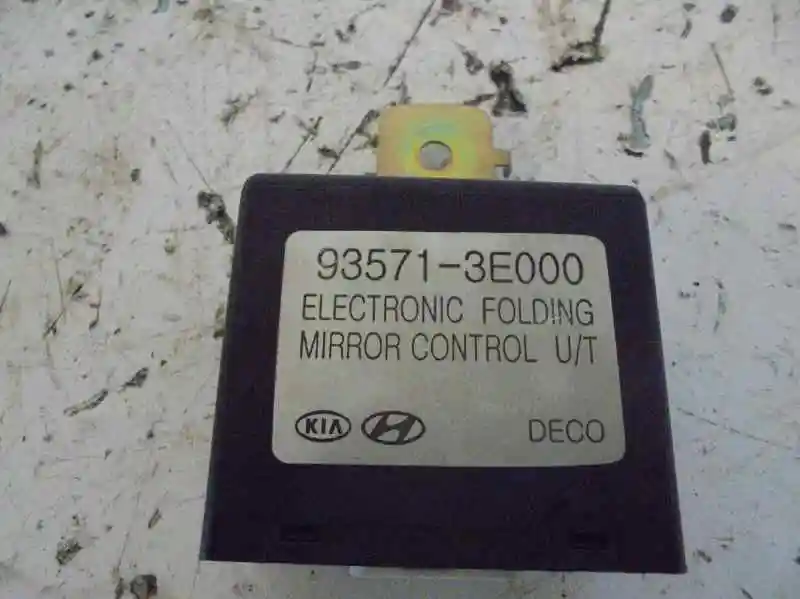 93571-3E000
ELECTRONIC FOLDING
MIRROR CONTROL U/T
KIA DECO